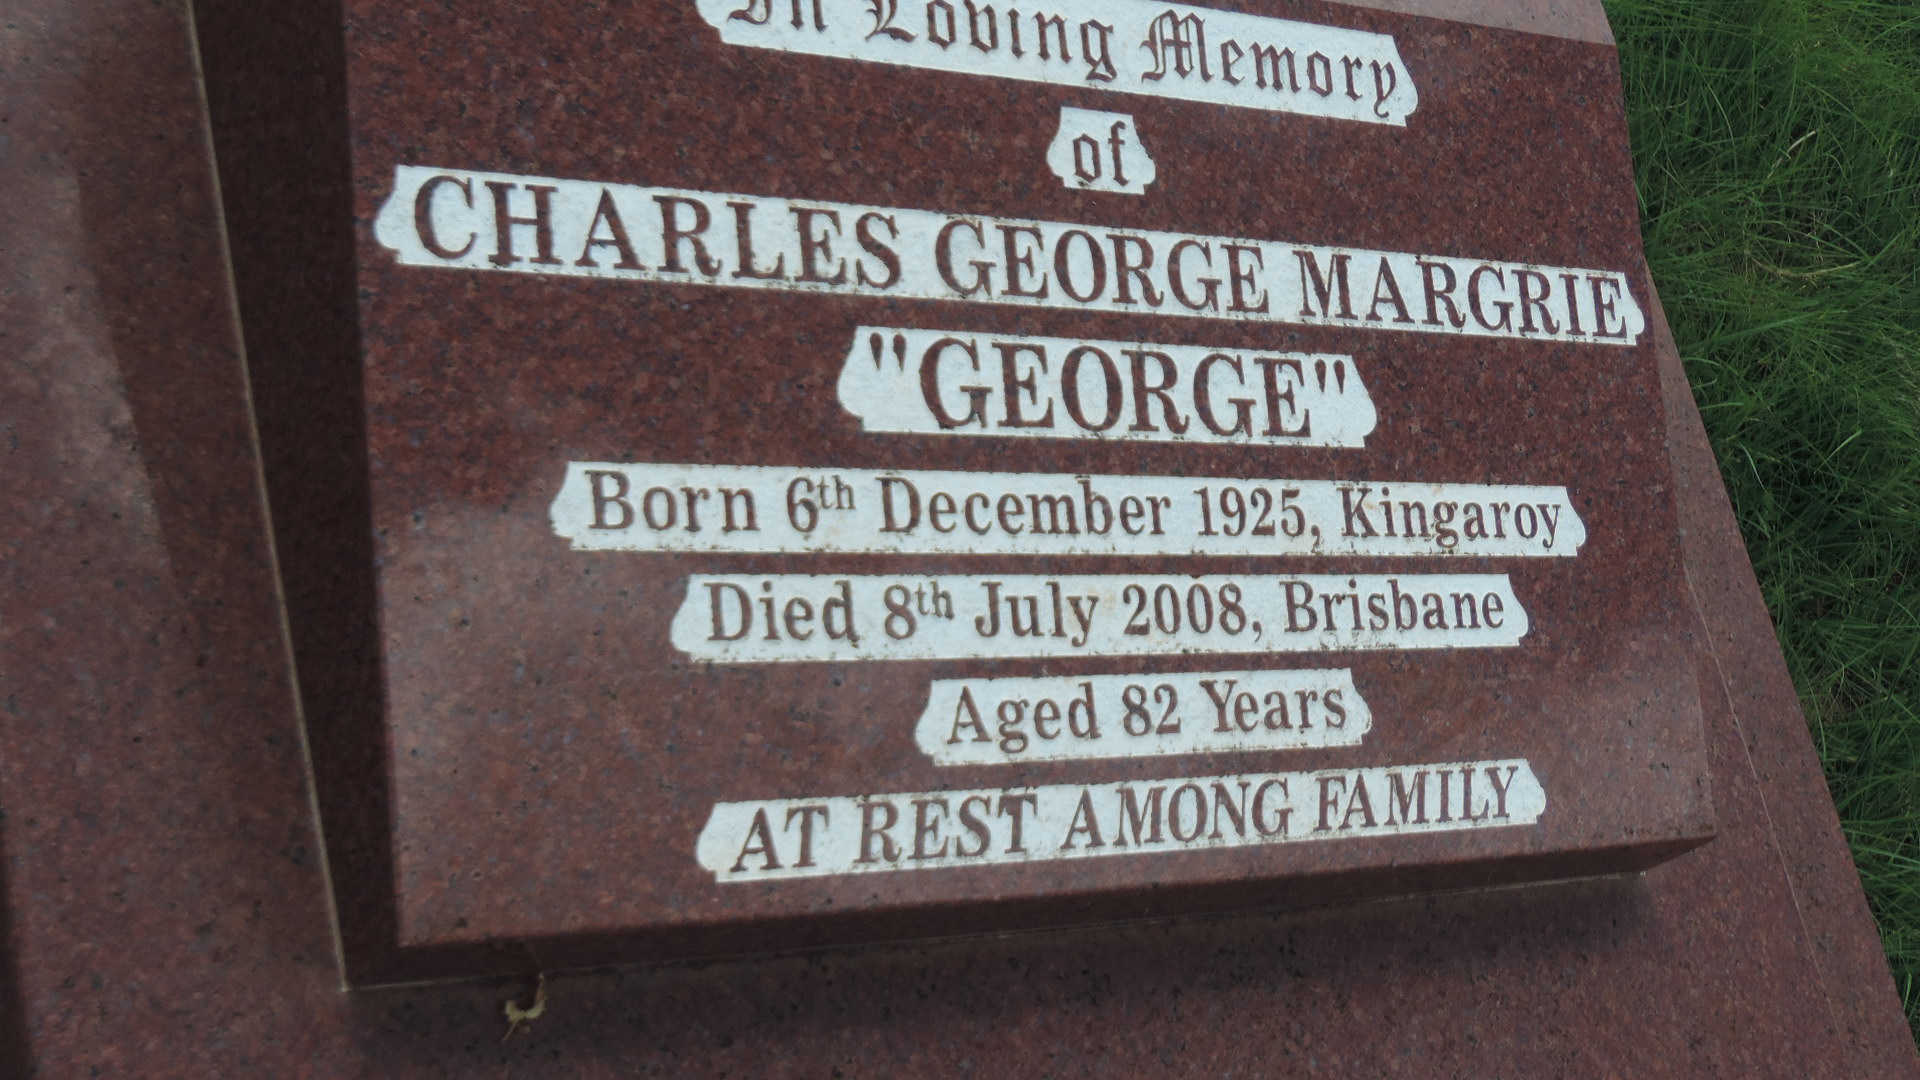 In Loving Memory
of
CHARLES GEORGE MARGRIE
"GEORGE"
Born 6th December 1925, Kingaroy
Died 8th July 2008, Brisbane
Aged 82 Years
AT REST AMONG FAMILY